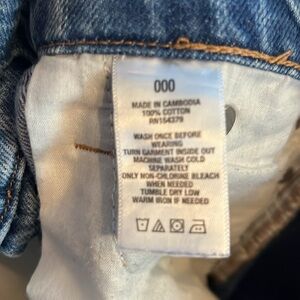 000
MADE IN CAMBODIA
100% COTTON
RN164379
WASH ONCE BEFORE
WEARING
TURN GARMENT INSIDE OUT
MACHINE WASH COLD
SEPARATELY
ONLY NON-CHLORINE BLEACH
WHEN NEEDED
TUMBLE DRY LOW
WARM IRON IF NEEDED